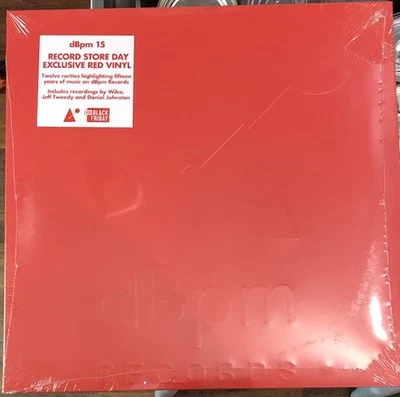 dBpm 15
RECORD STORE DAY
EXCLUSIVE RED VINYL
Twelve rarities highlighting fifteen
years of music on dBpm Records
Includes recordings by Wilco,
Jeff Tweedy and Daniel Johnston
BLACK
FRIDAY
dBpm
RECORDS